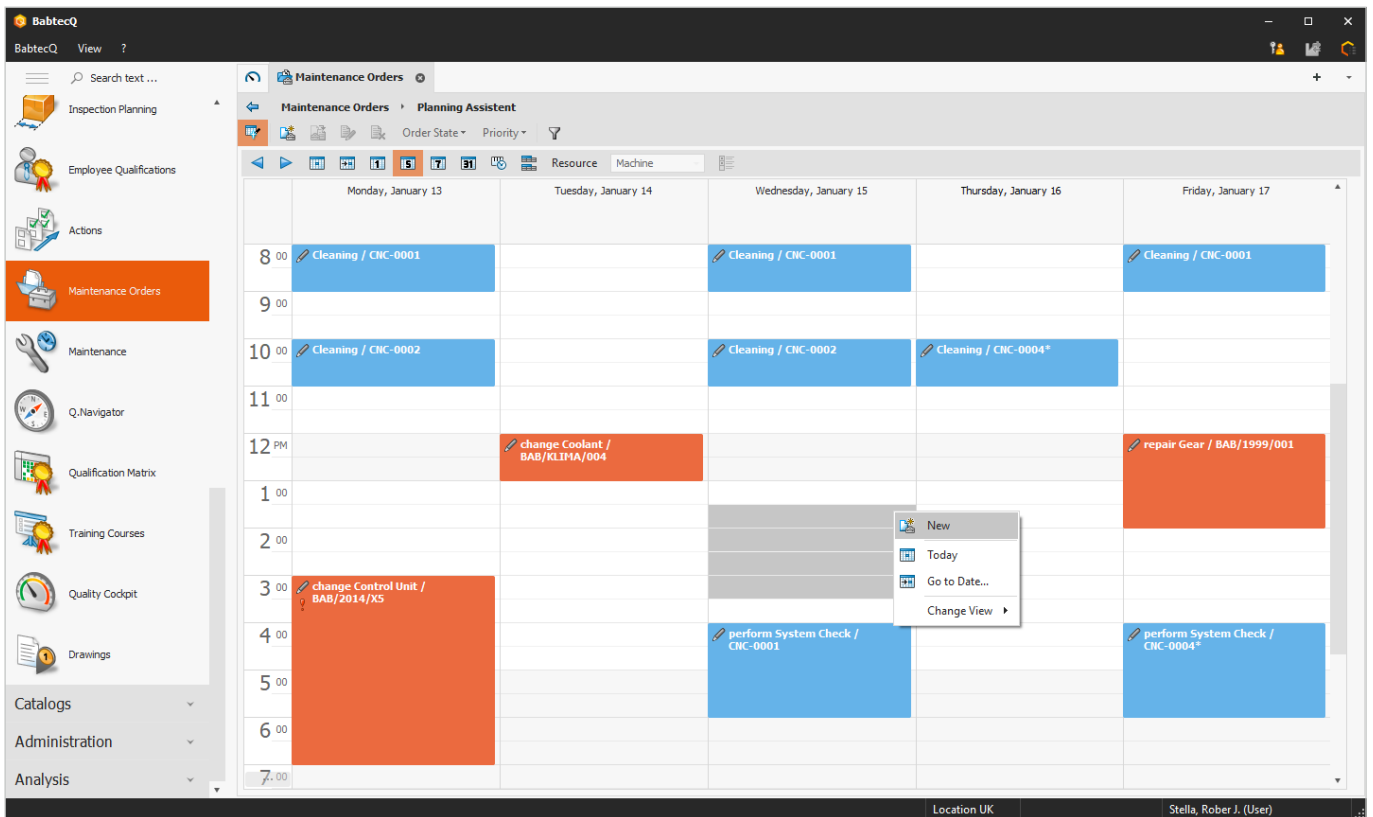 BabtecQ
BabtecQ View ?
Search text ...
Maintenance Orders
Inspection Planning
Maintenance Orders Planning Assistent
Order State Priority
Employee Qualifications
1 5 7 31 Resource Machine
Monday, January 13 Tuesday, January 14 Wednesday, January 15 Thursday, January 16 Friday, January 17
Actions
8 00 Cleaning / CNC-0001 Cleaning / CNC-0001 Cleaning / CNC-0001
Maintenance Orders
9 00
Maintenance
10 00 Cleaning / CNC-0002 Cleaning / CNC-0002 Cleaning / CNC-0004*
11 00
Q.Navigator
12 PM change Coolant / repair Gear / BAB/1999/001
BAB/KLIMA/004
Qualification Matrix
1 00
New
Training Courses
2 00
Today
Go to Date...
3 00 change Control Unit /
BAB/2014/X5
Quality Cockpit
Change View
4 00 perform System Check / perform System Check /
CNC-0001 CNC-0004*
Drawings
5 00
Catalogs
6 00
Administration
7 00
Analysis
Location UK Stella, Rober J. (User)